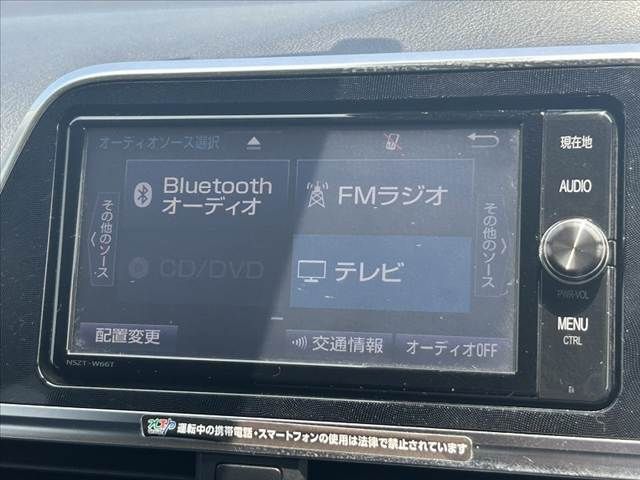 オーディオソース選択
Bluetooth
オーディオ
FMラジオ
その他のソース
CD/DVD
テレビ
その他のソース
配置変更
交通情報
オーディオOFF
NSZT-W66T
現在地
AUDIO
PWR・VOL
MENU
CTRL
運転中の携帯電話・スマートフォンの使用は法律で禁止されています